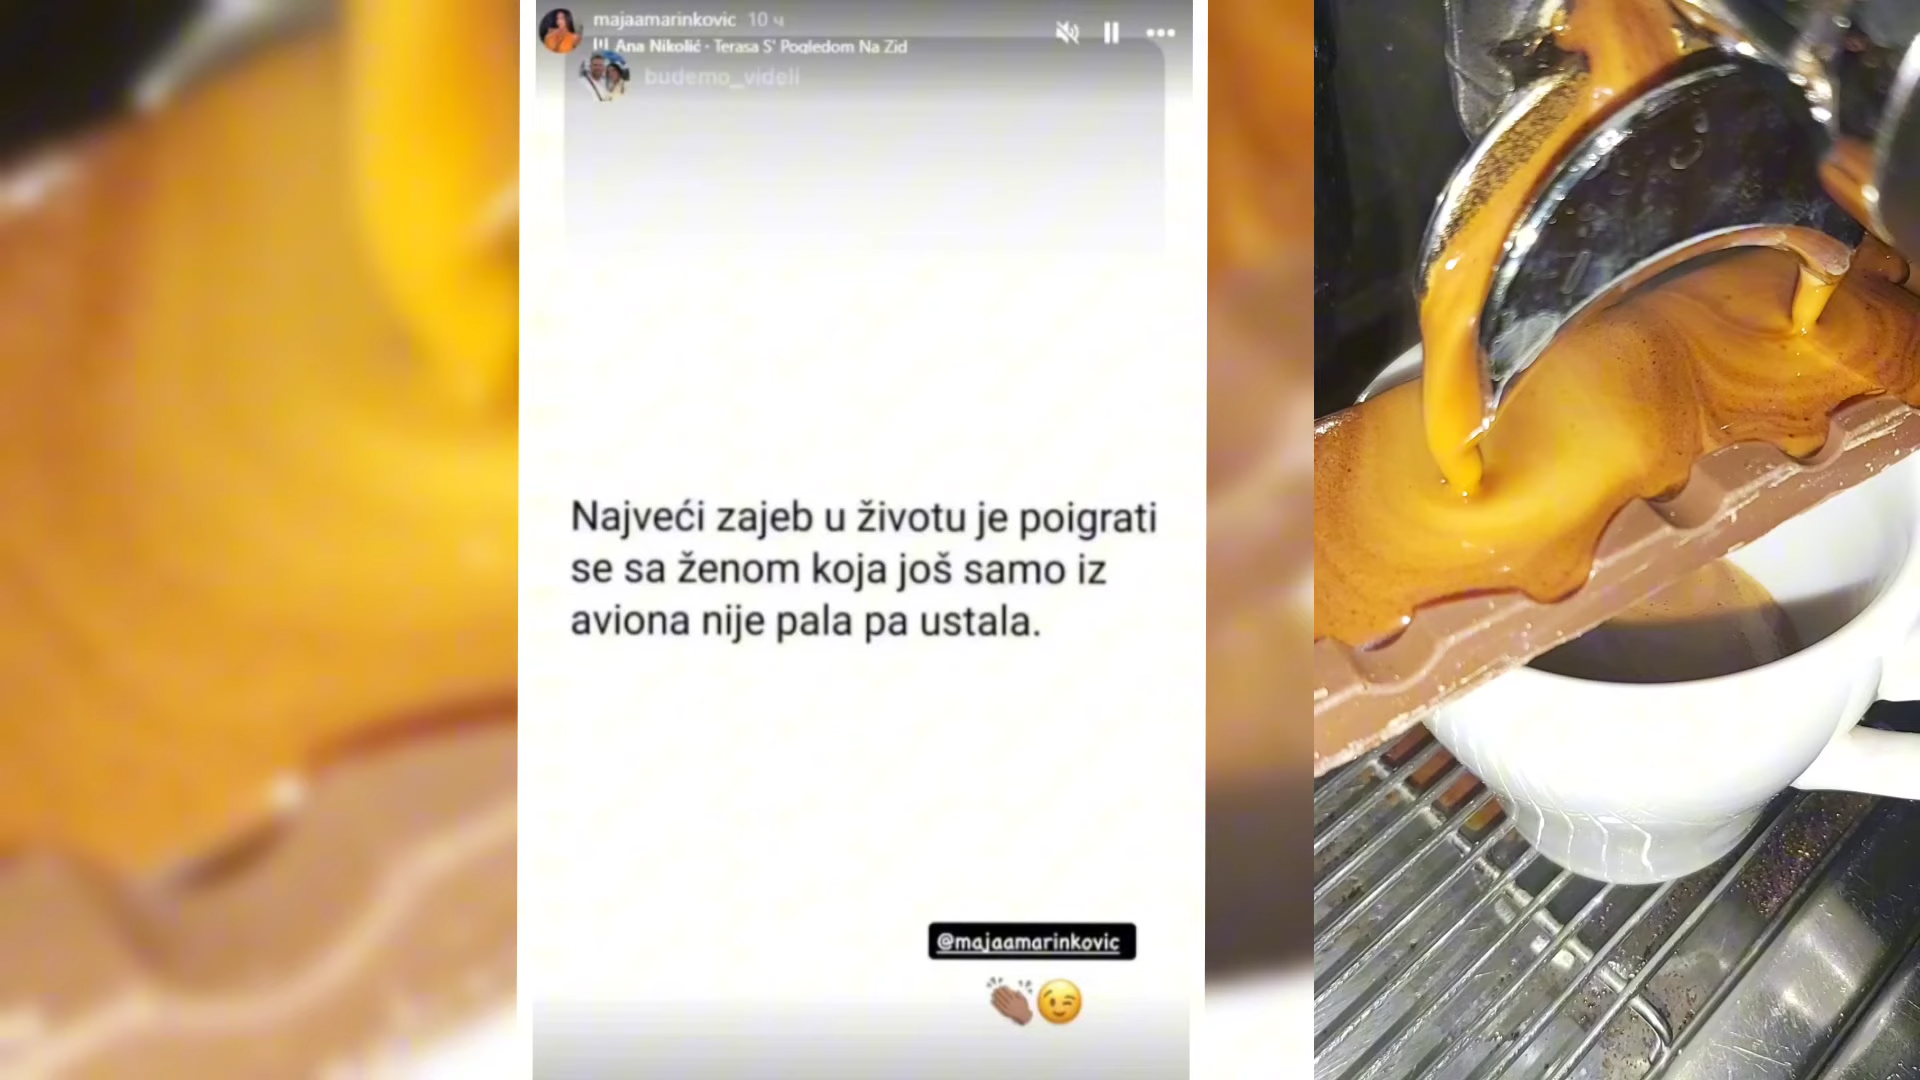 majaamarinkovic 10 ч
Ana Nikolić · Terasa S' Pogledom Na Zid
budemo_videli
Najveći zajeb u životu je poigrati
se sa ženom koja još samo iz
aviona nije pala pa ustala.
@majaamarinkovic